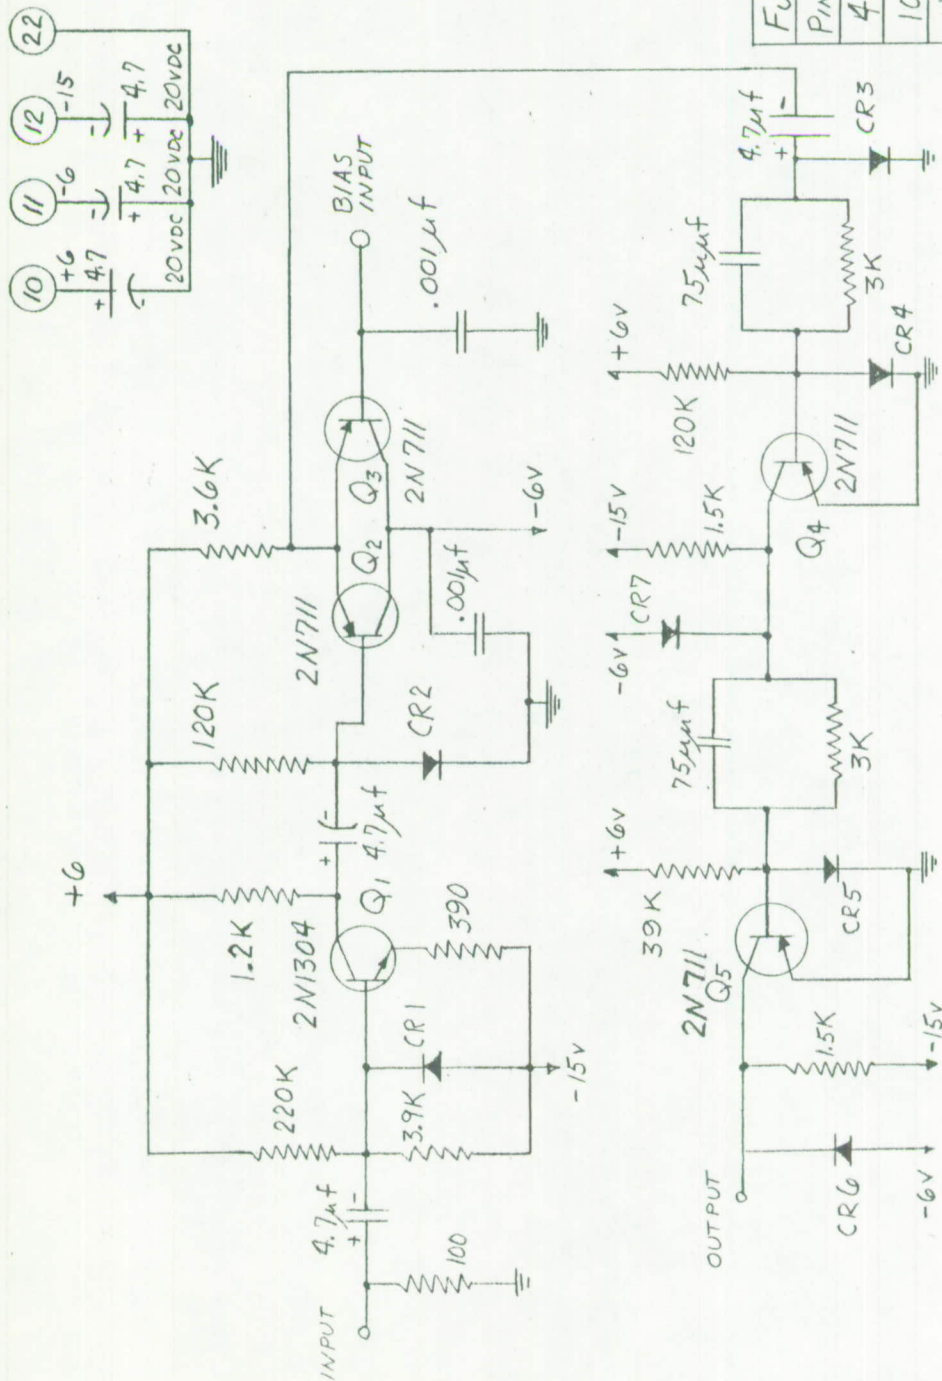 22
12
-15
11
-6
10
+6
+ 4.7 -
20VDC
- + 4.7
20VDC
- + 4.7
20VDC
+6
3.6K
120K
1.2K
220K
BIAS
INPUT
.001µf
2N711
Q3
Q2
2N711
-6v
.001µf
CR2
+ 4.7µf -
Q1
2N1304
390
CR1
3.9K
-15v
4.7µf
+ -
100
INPUT
4.7µf
+ -
CR3
75µµf
3K
+6v
120K
CR4
2N711
Q4
-15v
1.5K
CR7
-6v
75µµf
3K
+6v
39K
CR5
2N711
Q5
1.5K
-15v
OUTPUT
CR6
-6v
4